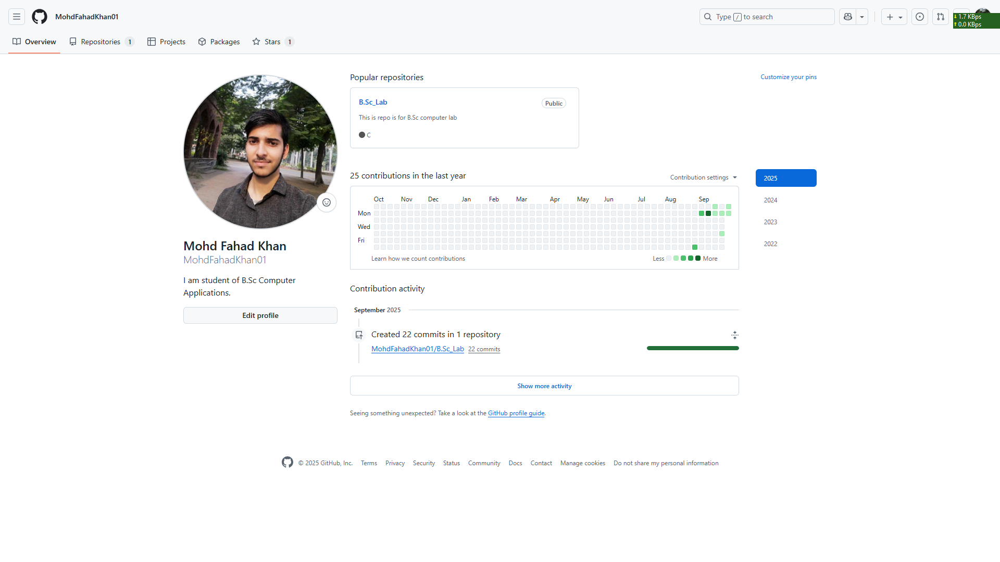 MohdFahadKhan01
Type / to search
↓ 1.7 KBps
↑ 0.0 KBps
Overview
Repositories 1
Projects
Packages
Stars 1
Mohd Fahad Khan
MohdFahadKhan01
I am student of B.Sc Computer
Applications.
Edit profile
Popular repositories
Customize your pins
B.Sc_Lab
Public
This is repo is for B.Sc computer lab
C
25 contributions in the last year
Contribution settings
2025
2024
2023
2022
Oct Nov Dec Jan Feb Mar Apr May Jun Jul Aug Sep
Mon
Wed
Fri
Learn how we count contributions
Less More
Contribution activity
September 2025
Created 22 commits in 1 repository
MohdFahadKhan01/B.Sc_Lab 22 commits
Show more activity
Seeing something unexpected? Take a look at the GitHub profile guide.
© 2025 GitHub, Inc. Terms Privacy Security Status Community Docs Contact Manage cookies Do not share my personal information